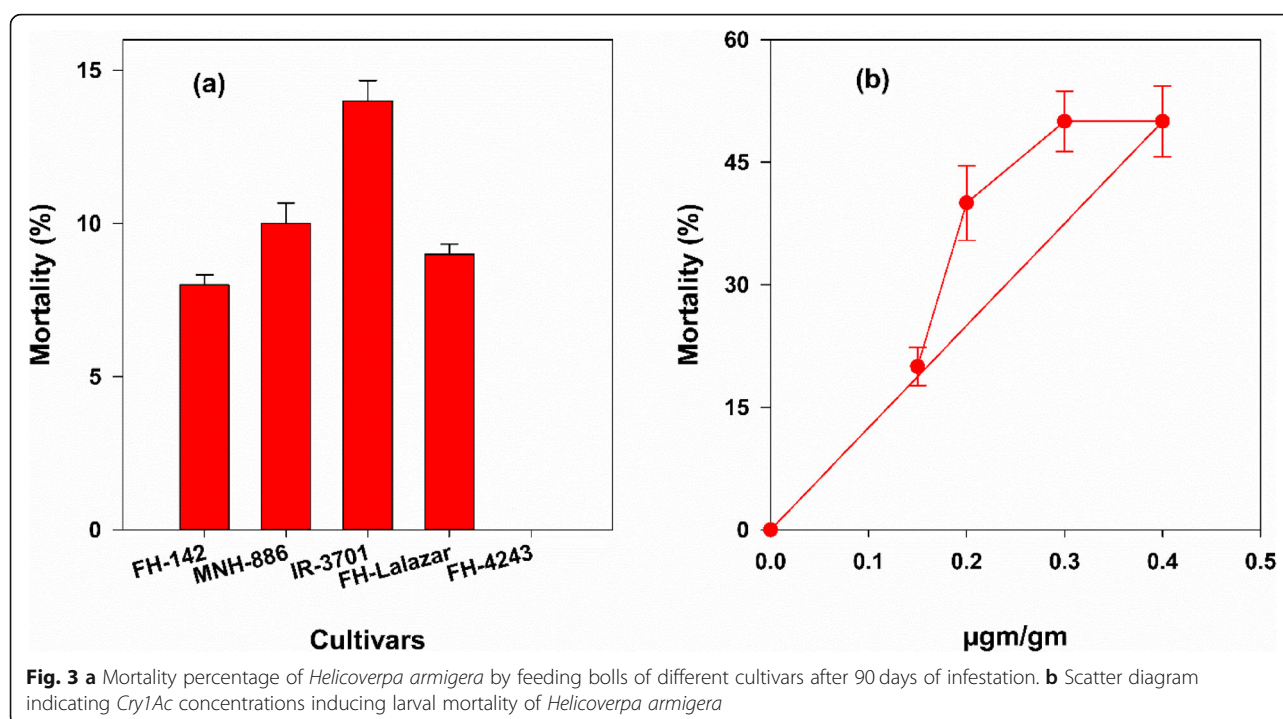 (a)
Mortality (%)
15
10
5
0
FH-142
MNH-886
IR-3701
FH-Lalazar
FH-4243
Cultivars
(b)
Mortality (%)
60
45
30
15
0
0.0 0.1 0.2 0.3 0.4 0.5
µgm/gm
Fig. 3 a Mortality percentage of Helicoverpa armigera by feeding bolls of different cultivars after 90 days of infestation. b Scatter diagram
indicating Cry1Ac concentrations inducing larval mortality of Helicoverpa armigera